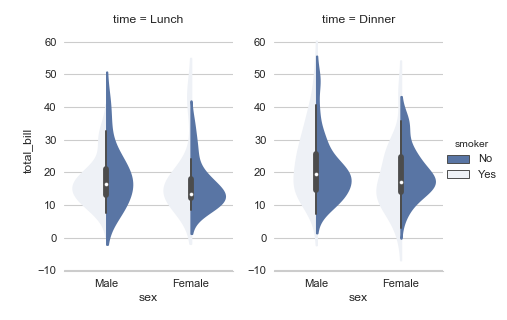 time = Lunch
time = Dinner
60
50
40
30
20
10
0
−10
total_bill
Male
Female
sex
60
50
40
30
20
10
0
−10
Male
Female
sex
smoker
No
Yes